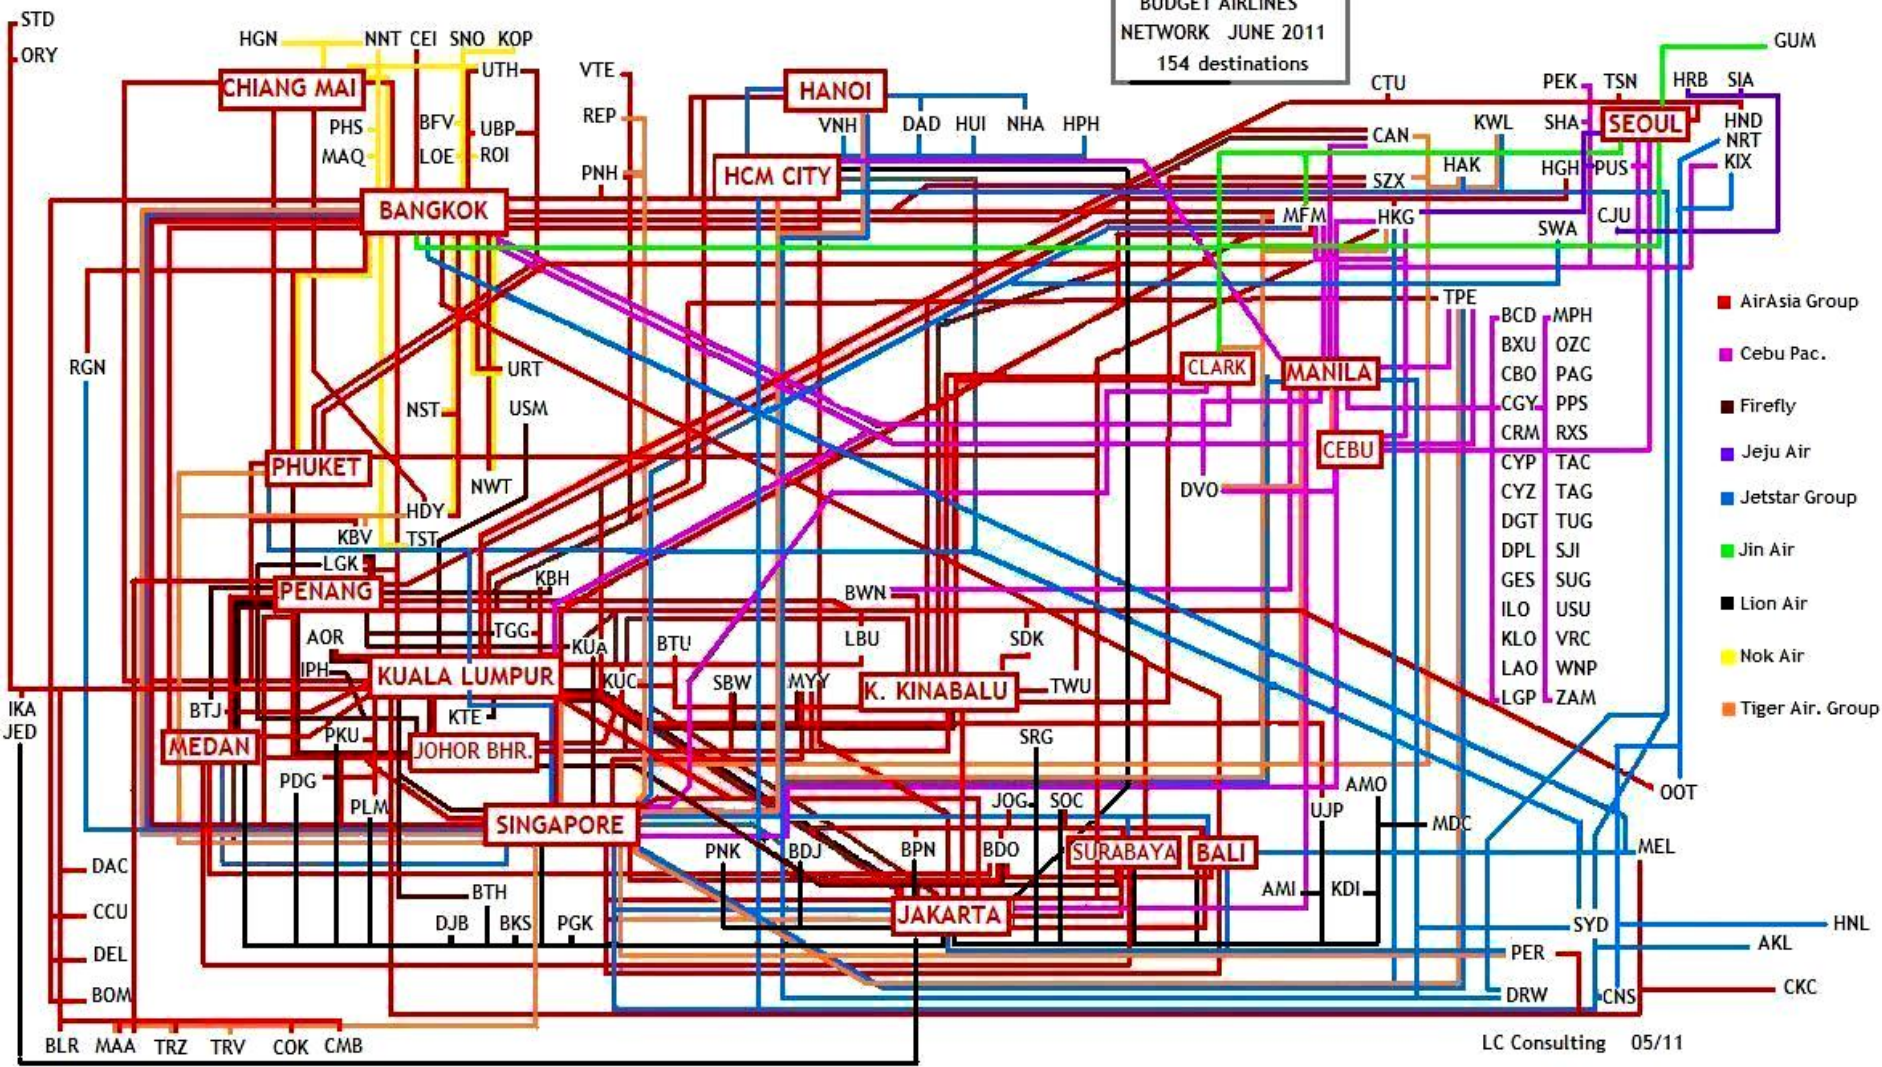 BUDGET AIRLINES
NETWORK JUNE 2011
154 destinations
STD
ORY
HGN
NNT
CEI
SNO
KOP
CHIANG MAI
UTH
VTE
HANOI
CTU
PEK
TSN
HRB
SIA
GUM
PHS
BFV
UBP
REP
VNH
DAD
HUI
NHA
HPH
CAN
KWL
SHA
SEOUL
HND
NRT
MAQ
LOE
ROI
PNH
HCM CITY
SZX
HAK
HGH
PUS
KIX
BANGKOK
MFM
HKG
SWA
CJU
TPE
RGN
URT
CLARK
MANILA
NST
USM
CEBU
PHUKET
NWT
DVO
HDY
BCD
MPH
BXU
OZC
CBO
PAG
CGY
PPS
CRM
RXS
CYP
TAC
CYZ
TAG
DGT
TUG
DPL
SJI
GES
SUG
ILO
USU
KLO
VRC
LAO
WNP
LGP
ZAM
AirAsia Group
Cebu Pac.
Firefly
Jeju Air
Jetstar Group
Jin Air
Lion Air
Nok Air
Tiger Air. Group
KBV
TST
LGK
PENANG
KBH
BWN
AOR
TGG
KUA
BTU
LBU
SDK
IPH
KUALA LUMPUR
KUC
SBW
MYY
K. KINABALU
TWU
IKA
JED
BTJ
KTE
MEDAN
PKU
JOHOR BHR.
SRG
PDG
PLM
AMO
OOT
SINGAPORE
JOG
SOC
UJP
MDC
PNK
BDJ
BPN
BDO
SURABAYA
BALI
MEL
DAC
BTH
AMI
KDI
CCU
DJB
BKS
PGK
JAKARTA
SYD
HNL
DEL
PER
AKL
BOM
DRW
CNS
CKC
BLR
MAA
TRZ
TRV
COK
CMB
LC Consulting 05/11